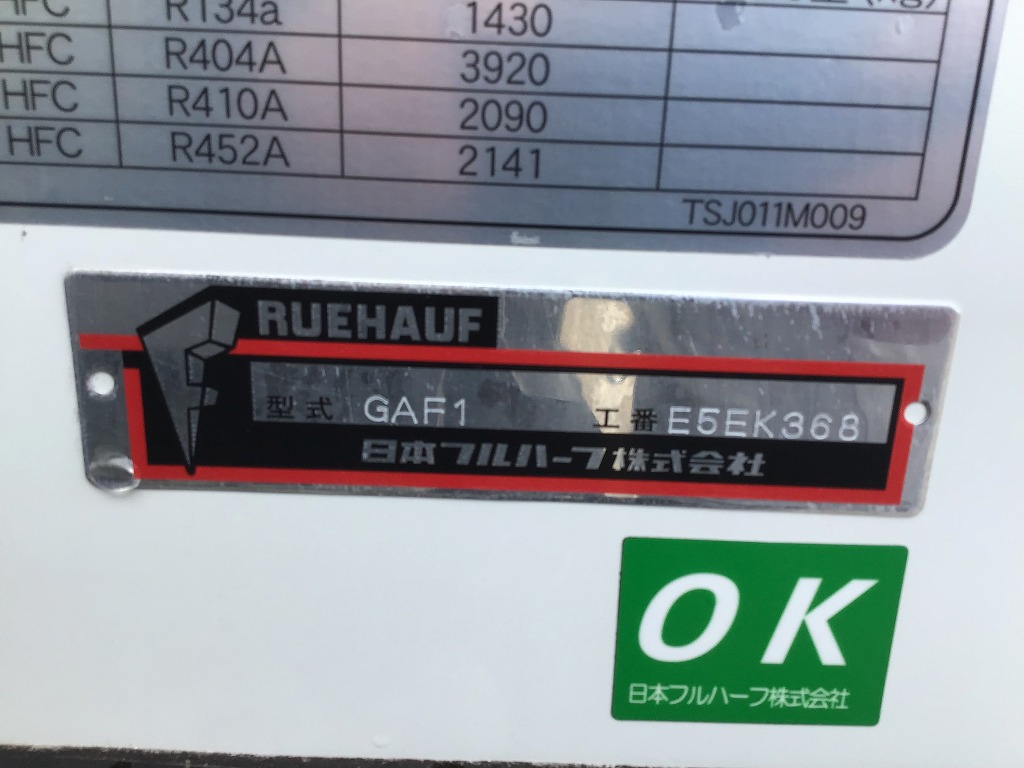 HFC R134a 1430
HFC R404A 3920
HFC R410A 2090
HFC R452A 2141
TSJ011M009
FRUEHAUF
型式 GAF1 工番 E5EK368
日本フルハーフ株式会社
OK
日本フルハーフ株式会社